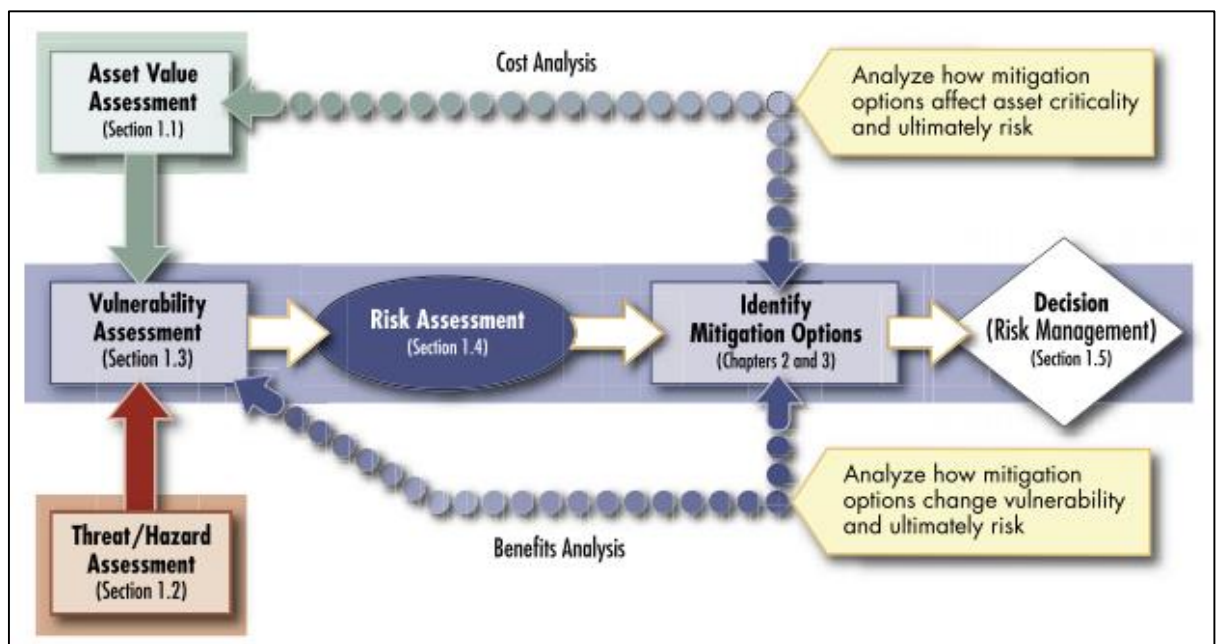 Asset Value
Assessment
(Section 1.1)
Cost Analysis
Analyze how mitigation
options affect asset criticality
and ultimately risk
Vulnerability
Assessment
(Section 1.3)
Risk Assessment
(Section 1.4)
Identify
Mitigation Options
(Chapters 2 and 3)
Decision
(Risk Management)
(Section 1.5)
Threat/Hazard
Assessment
(Section 1.2)
Benefits Analysis
Analyze how mitigation
options change vulnerability
and ultimately risk